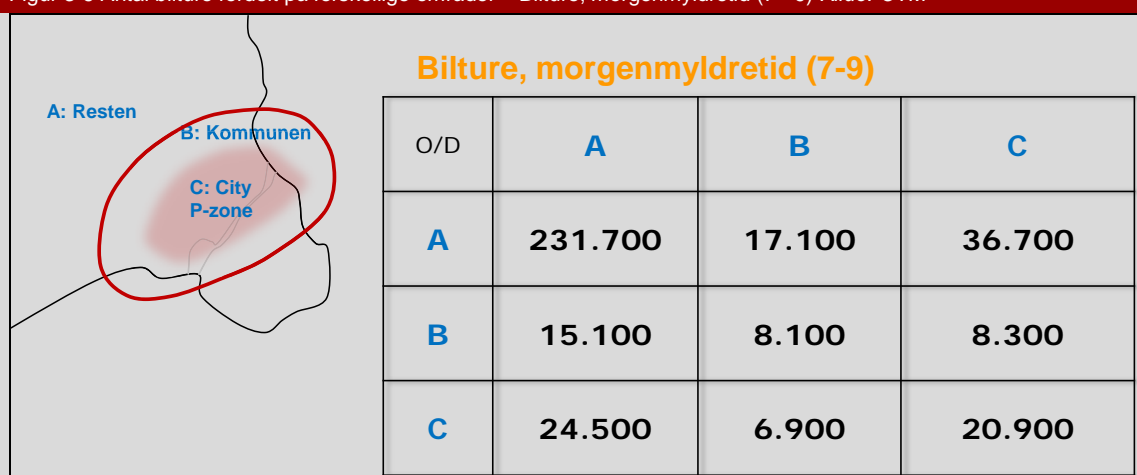 Bilture, morgenmyldretid (7-9)
A: Resten
B: Kommunen
C: City
P-zone
O/D A B C
A 231.700 17.100 36.700
B 15.100 8.100 8.300
C 24.500 6.900 20.900